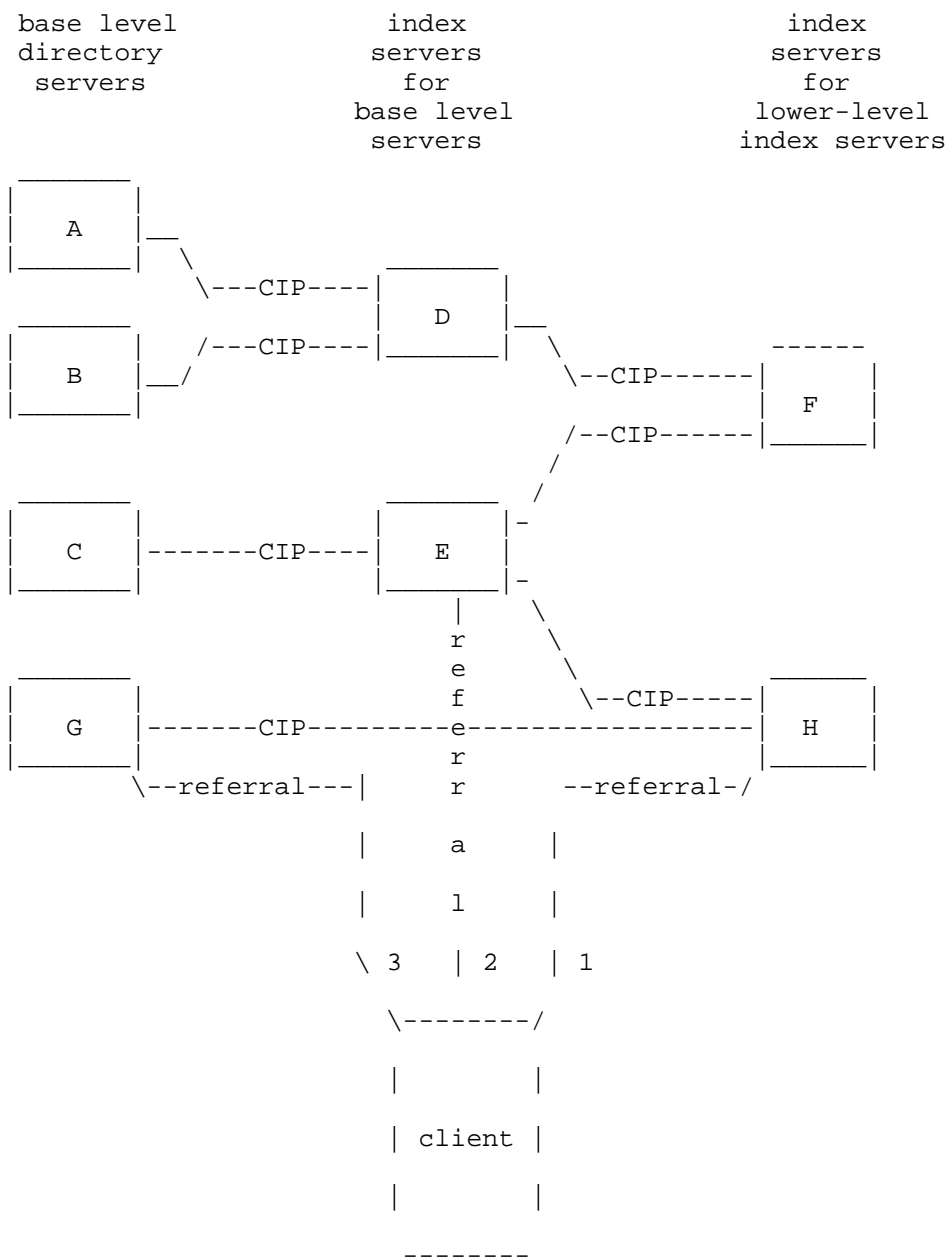 base level index index
directory servers servers
servers for for
base level lower-level
servers index servers
A
CIP
D
CIP
B
CIP
F
CIP
C CIP E
r
e
f CIP
G CIP e H
r
referral r referral
a
l
3 2 1
client